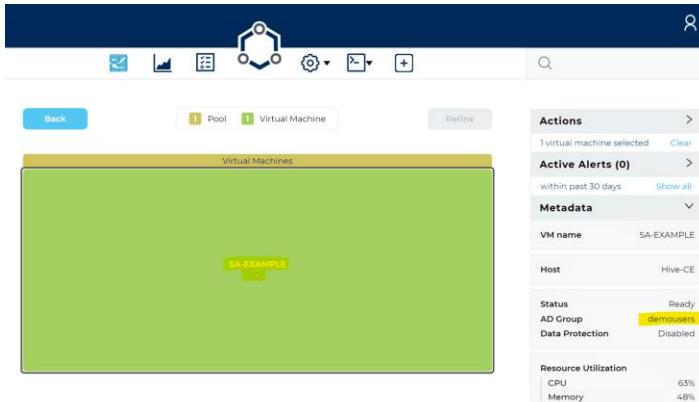 Back
1 Pool 1 Virtual Machine
Refine
Virtual Machines
SA-EXAMPLE
Actions
1 virtual machine selected Clear
Active Alerts (0)
within past 30 days Show all
Metadata
VM name SA-EXAMPLE
Host Hive-CE
Status Ready
AD Group demousers
Data Protection Disabled
Resource Utilization
CPU 63%
Memory 48%